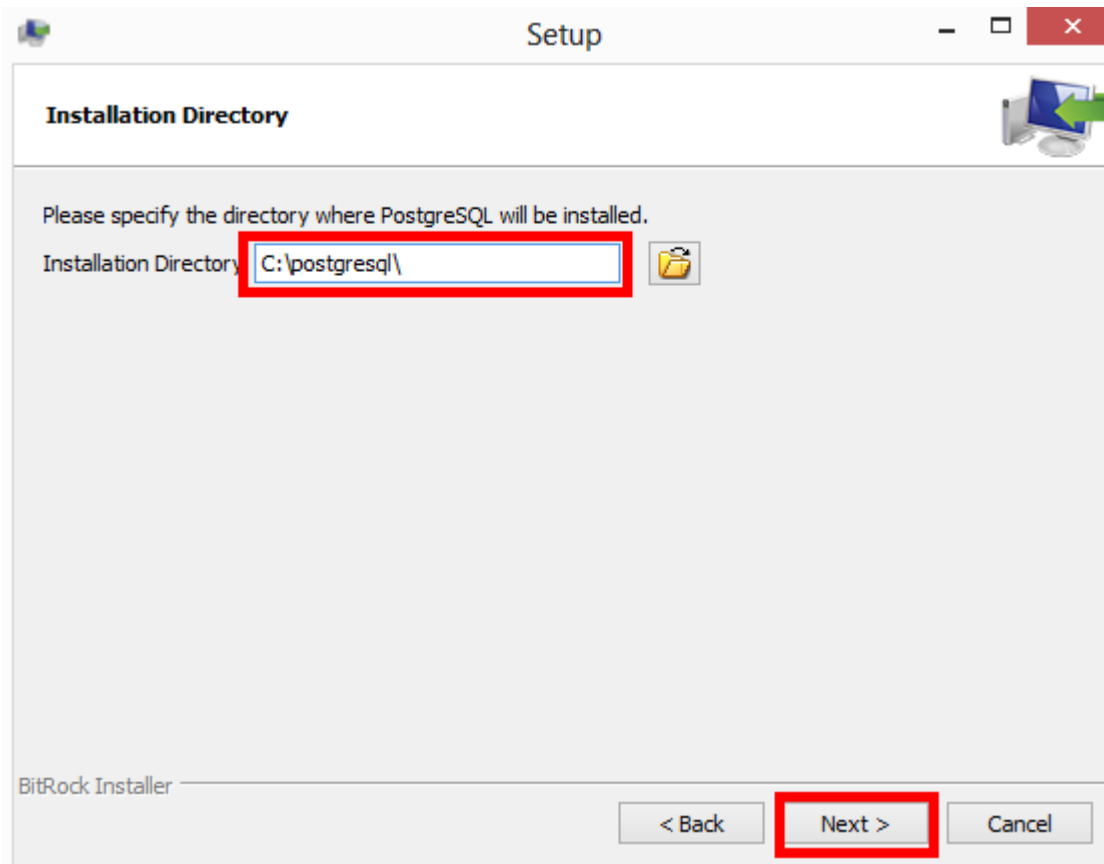 Setup
Installation Directory
Please specify the directory where PostgreSQL will be installed.
Installation Directory C:\postgresql\
BitRock Installer
< Back Next > Cancel